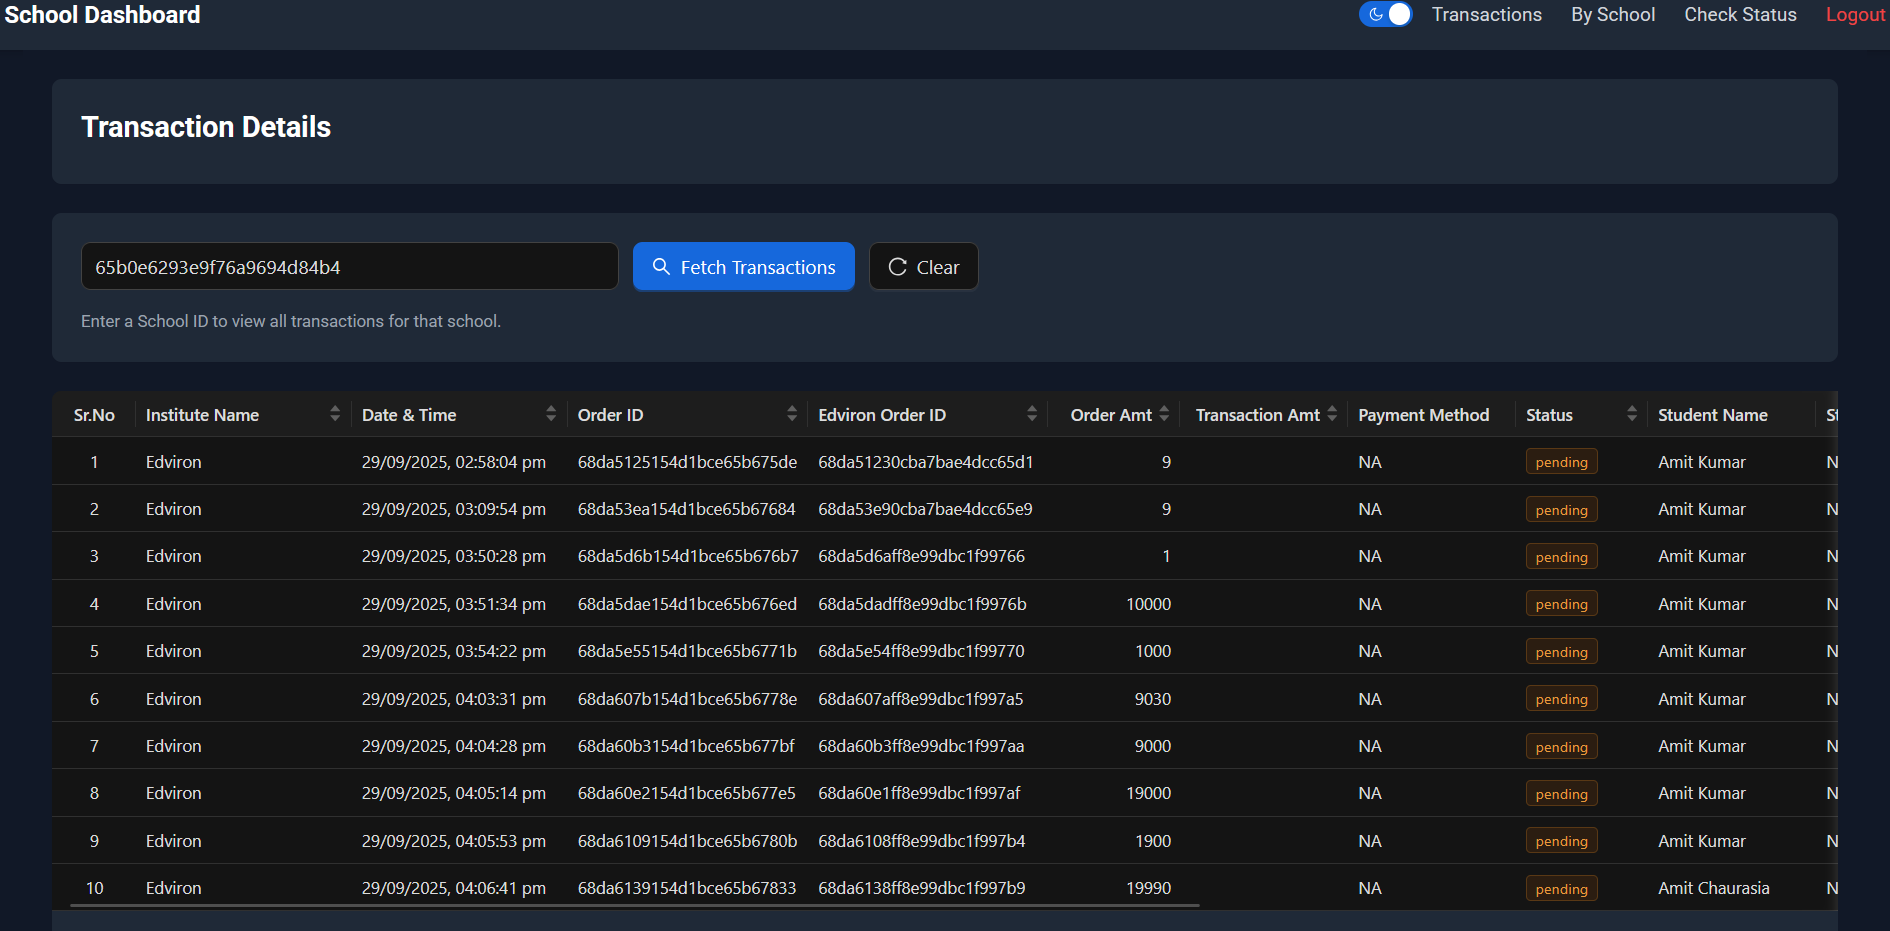 School Dashboard Transactions By School Check Status Logout
Transaction Details
65b0e6293e9f76a9694d84b4 Fetch Transactions Clear
Enter a School ID to view all transactions for that school.
Sr.No Institute Name Date & Time Order ID Edviron Order ID Order Amt Transaction Amt Payment Method Status Student Name
1 Edviron 29/09/2025, 02:58:04 pm 68da5125154d1bce65b675de 68da51230cba7bae4dcc65d1 9 NA pending Amit Kumar N
2 Edviron 29/09/2025, 03:09:54 pm 68da53ea154d1bce65b67684 68da53e90cba7bae4dcc65e9 9 NA pending Amit Kumar N
3 Edviron 29/09/2025, 03:50:28 pm 68da5d6b154d1bce65b676b7 68da5d6aff8e99dbc1f99766 1 NA pending Amit Kumar N
4 Edviron 29/09/2025, 03:51:34 pm 68da5dae154d1bce65b676ed 68da5dadff8e99dbc1f9976b 10000 NA pending Amit Kumar N
5 Edviron 29/09/2025, 03:54:22 pm 68da5e55154d1bce65b6771b 68da5e54ff8e99dbc1f99770 1000 NA pending Amit Kumar N
6 Edviron 29/09/2025, 04:03:31 pm 68da607b154d1bce65b6778e 68da607aff8e99dbc1f997a5 9030 NA pending Amit Kumar N
7 Edviron 29/09/2025, 04:04:28 pm 68da60b3154d1bce65b677bf 68da60b3ff8e99dbc1f997aa 9000 NA pending Amit Kumar N
8 Edviron 29/09/2025, 04:05:14 pm 68da60e2154d1bce65b677e5 68da60e1ff8e99dbc1f997af 19000 NA pending Amit Kumar N
9 Edviron 29/09/2025, 04:05:53 pm 68da6109154d1bce65b6780b 68da6108ff8e99dbc1f997b4 1900 NA pending Amit Kumar N
10 Edviron 29/09/2025, 04:06:41 pm 68da6139154d1bce65b67833 68da6138ff8e99dbc1f997b9 19990 NA pending Amit Chaurasia N